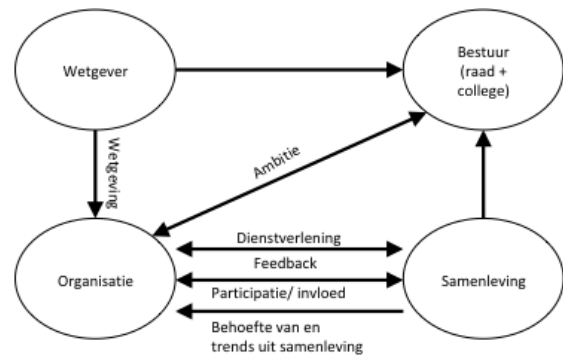 Wetgever
Bestuur
(raad +
college)
Wetgeving
Ambitie
Organisatie
Dienstverlening
Feedback
Participatie/ invloed
Behoefte van en
trends uit samenleving
Samenleving